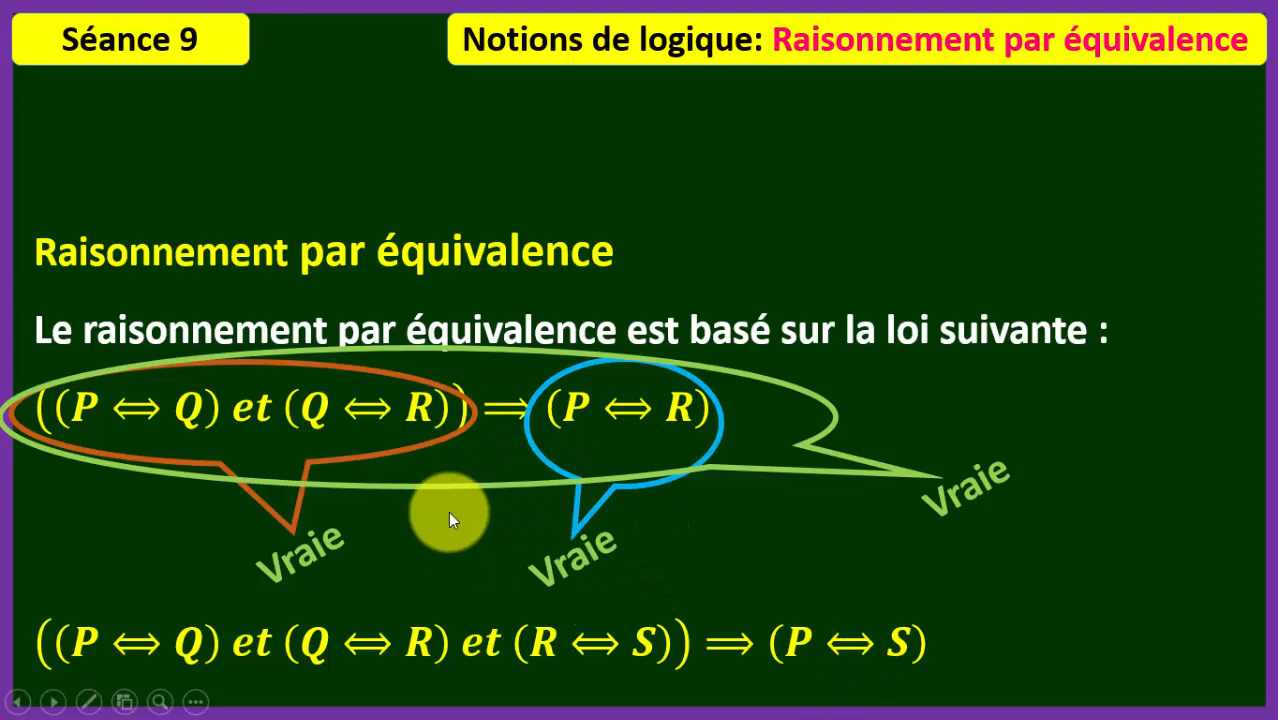 Séance 9
Notions de logique: Raisonnement par équivalence
Raisonnement par équivalence
Le raisonnement par équivalence est basé sur la loi suivante :
((P ⟺ Q) et (Q ⟺ R)) ⟹ (P ⟺ R)
Vraie
Vraie
Vraie
((P ⟺ Q) et (Q ⟺ R) et (R ⟺ S)) ⟹ (P ⟺ S)